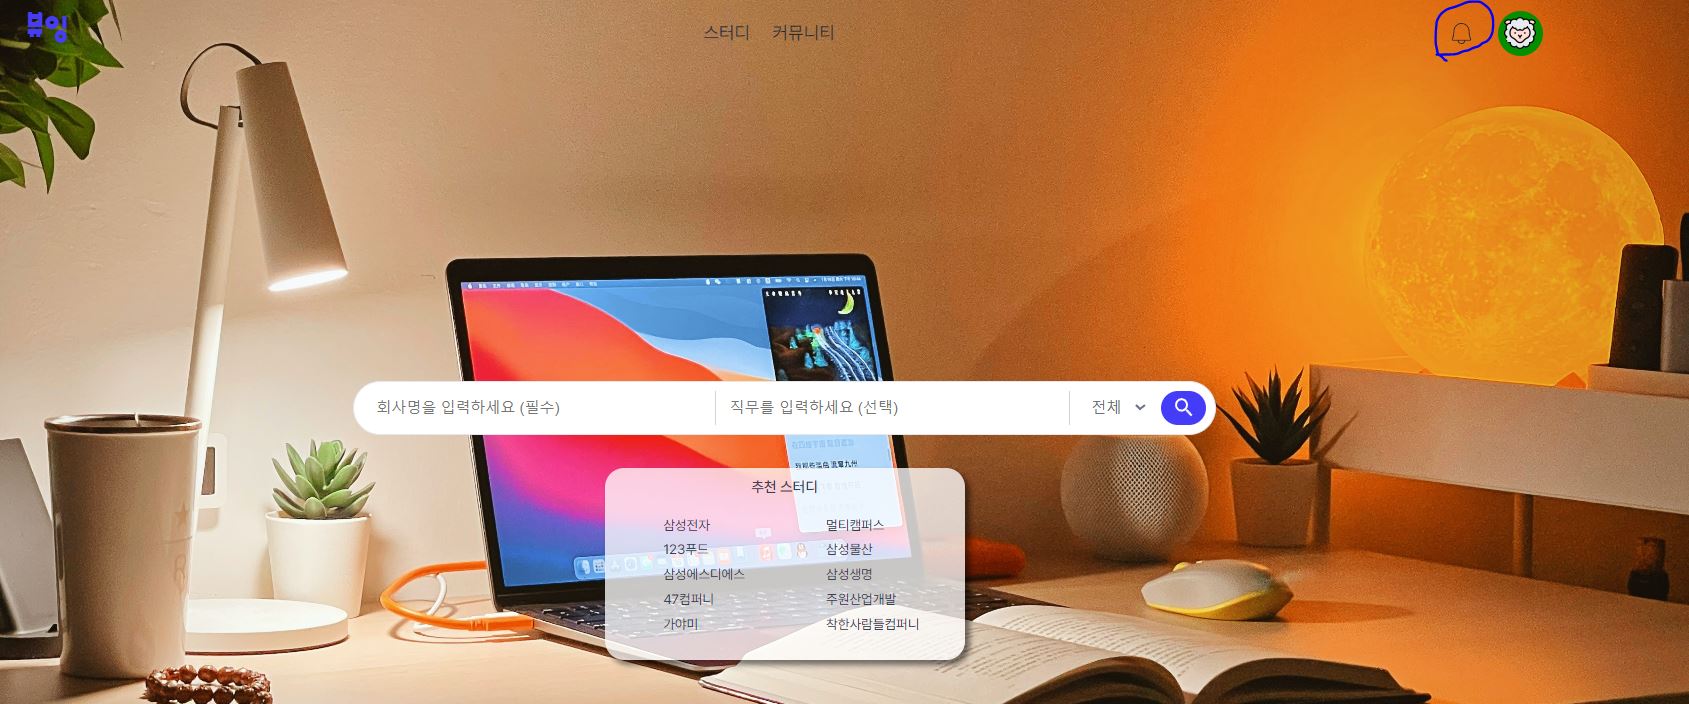 뷰잉
스터디 커뮤니티
회사명을 입력하세요 (필수) 직무를 입력하세요 (선택) 전체
추천 스터디
삼성전자 멀티캠퍼스
123푸드 삼성물산
삼성에스디에스 삼성생명
47컴퍼니 주원산업개발
가야미 착한사람들컴퍼니